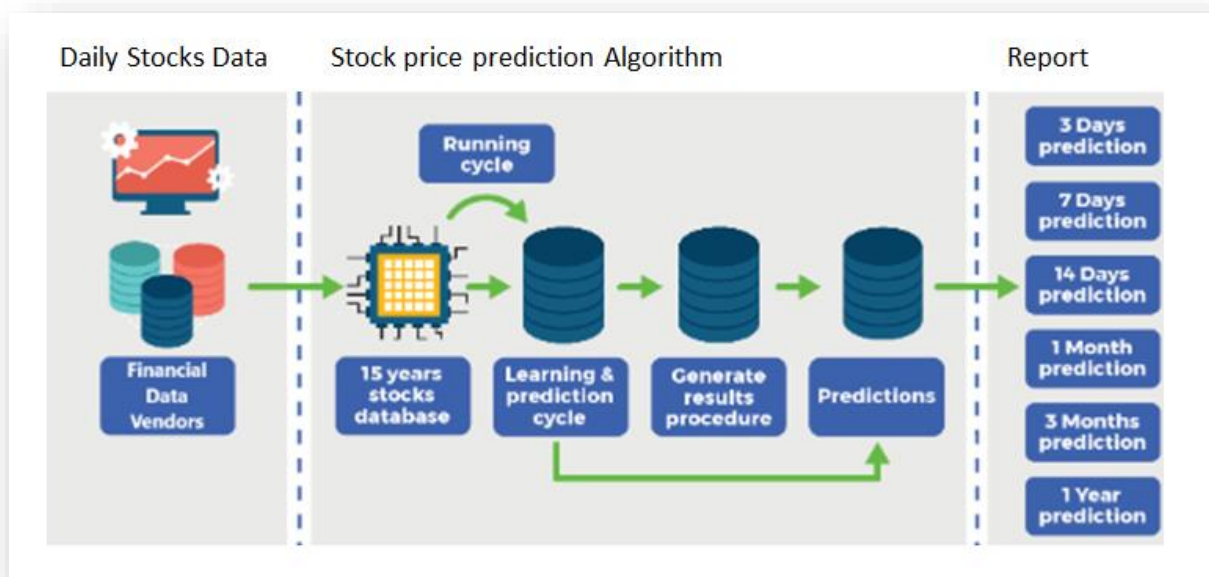 Daily Stocks Data
Stock price prediction Algorithm
Report
Financial
Data
Vendors
Running
cycle
15 years
stocks
database
Learning &
prediction
cycle
Generate
results
procedure
Predictions
3 Days
prediction
7 Days
prediction
14 Days
prediction
1 Month
prediction
3 Months
prediction
1 Year
prediction